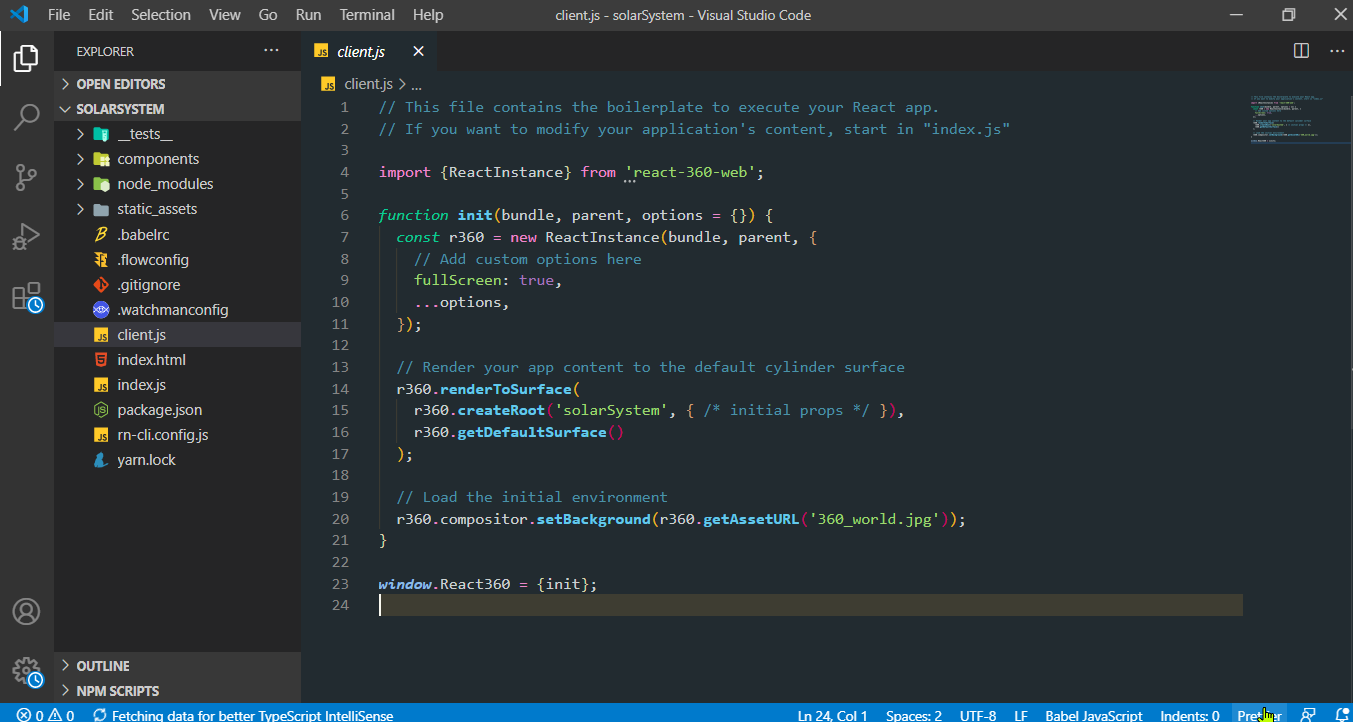 File Edit Selection View Go Run Terminal Help client.js - solarSystem - Visual Studio Code
EXPLORER
OPEN EDITORS
SOLARSYSTEM
__tests__
components
node_modules
static_assets
.babelrc
.flowconfig
.gitignore
.watchmanconfig
client.js
index.html
index.js
package.json
rn-cli.config.js
yarn.lock
OUTLINE
NPM SCRIPTS
JS client.js
JS client.js > ...
1 // This file contains the boilerplate to execute your React app.
2 // If you want to modify your application's content, start in "index.js"
3
4 import {ReactInstance} from 'react-360-web';
5
6 function init(bundle, parent, options = {}) {
7 const r360 = new ReactInstance(bundle, parent, {
8 // Add custom options here
9 fullScreen: true,
10 ...options,
11 });
12
13 // Render your app content to the default cylinder surface
14 r360.renderToSurface(
15 r360.createRoot('solarSystem', { /* initial props */ }),
16 r360.getDefaultSurface()
17 );
18
19 // Load the initial environment
20 r360.compositor.setBackground(r360.getAssetURL('360_world.jpg'));
21 }
22
23 window.React360 = {init};
24
0 0 Fetching data for better TypeScript IntelliSense Ln 24, Col 1 Spaces: 2 UTF-8 LF Babel JavaScript Indents: 0